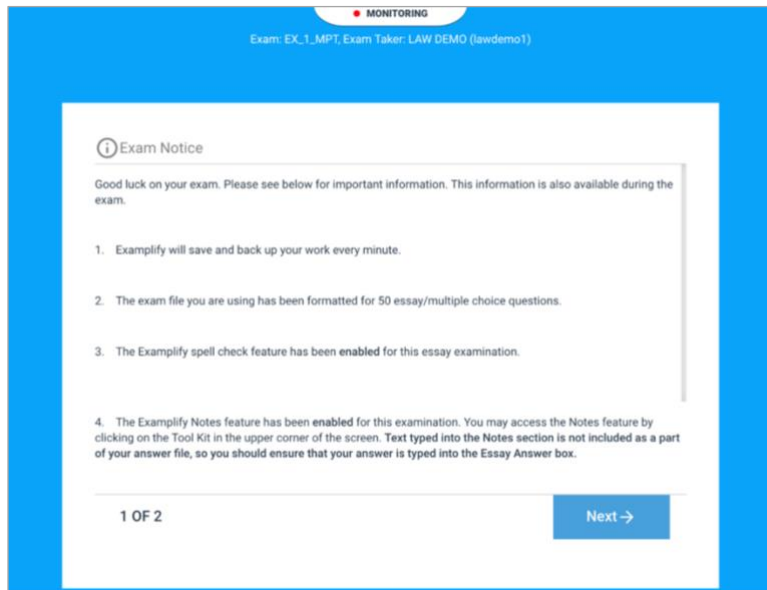 MONITORING
Exam: EX_1_MPT, Exam Taker: LAW DEMO (lawdemo1)
Exam Notice
Good luck on your exam. Please see below for important information. This information is also available during the
exam.
1. Examplify will save and back up your work every minute.
2. The exam file you are using has been formatted for 50 essay/multiple choice questions.
3. The Examplify spell check feature has been enabled for this essay examination.
4. The Examplify Notes feature has been enabled for this examination. You may access the Notes feature by
clicking on the Tool Kit in the upper corner of the screen. Text typed into the Notes section is not included as a part
of your answer file, so you should ensure that your answer is typed into the Essay Answer box.
1 OF 2
Next →